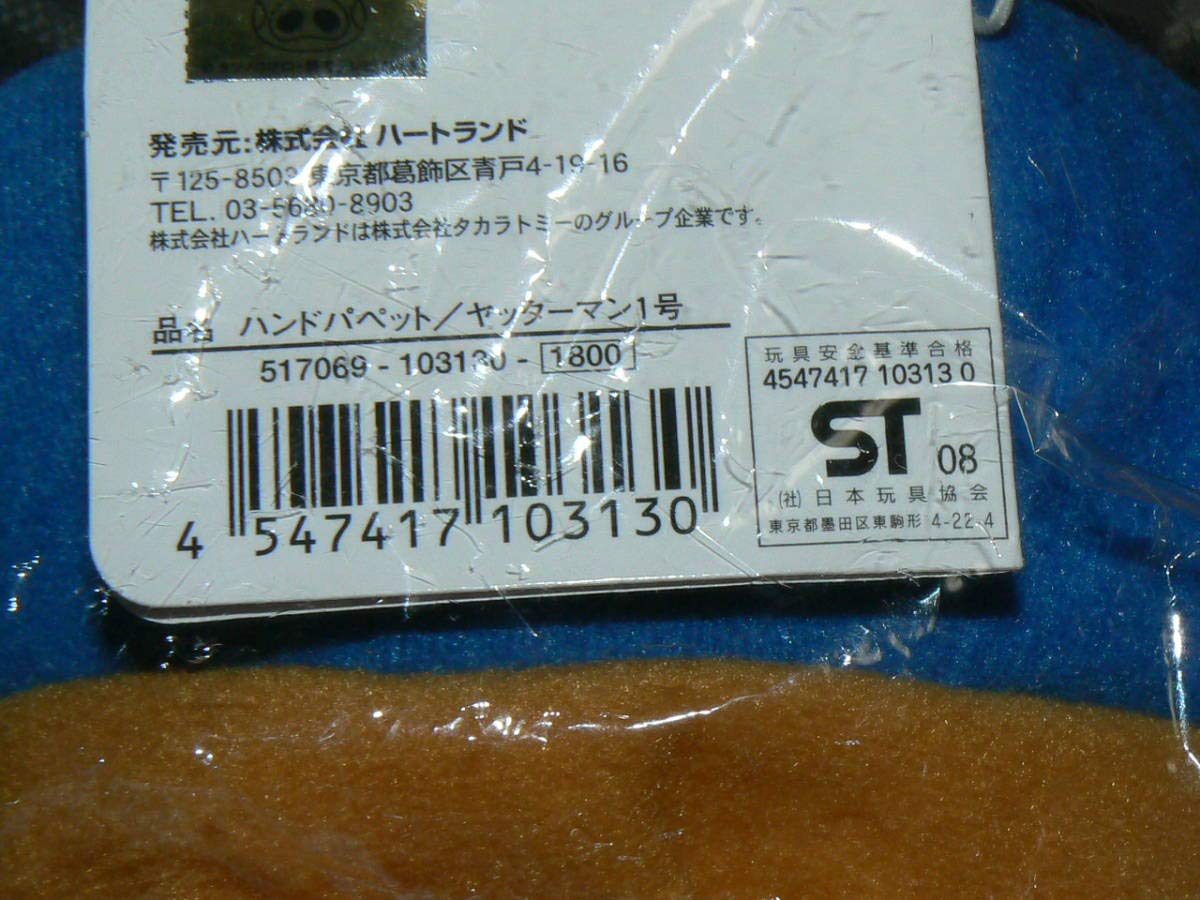 発売元:株式会社 ハートランド
〒125-8503 東京都葛飾区青戸4-19-16
TEL. 03-5680-8903
株式会社ハートランドは株式会社タカラトミーのグループ企業です。
品名 ハンドパペット/ヤッターマン1号
517069-103130-1800
4 547417 103130
玩具安全基準合格
4547417 10313 0
ST 08
(社)日本玩具協会
東京都墨田区東駒形 4-22-4